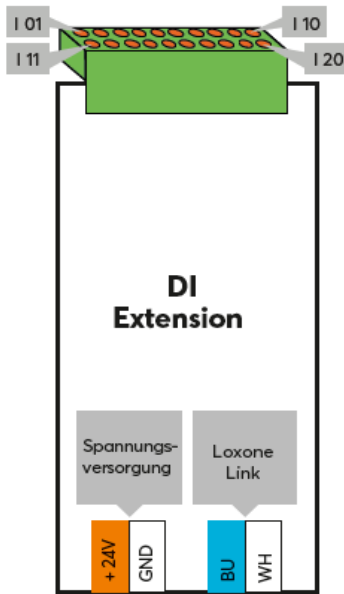 I 01
I 10
I 11
I 20
DI
Extension
Spannungs-
versorgung
Loxone
Link
+ 24V
GND
BU
WH